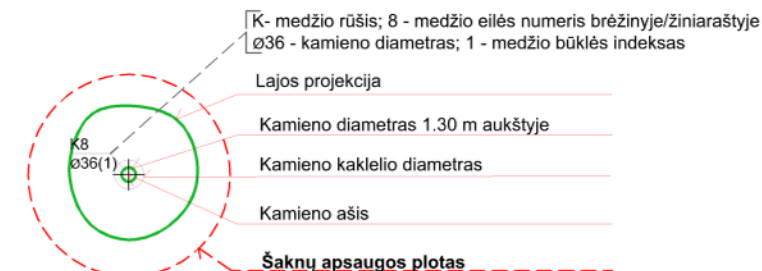 K- medžio rūšis; 8 - medžio eilės numeris brėžinyje/žiniaraštyje
ø36 - kamieno diametras; 1 - medžio būklės indeksas
Lajos projekcija
Kamieno diametras 1.30 m aukštyje
K8
ø36(1)
Kamieno kaklelio diametras
Kamieno ašis
Šaknų apsaugos plotas